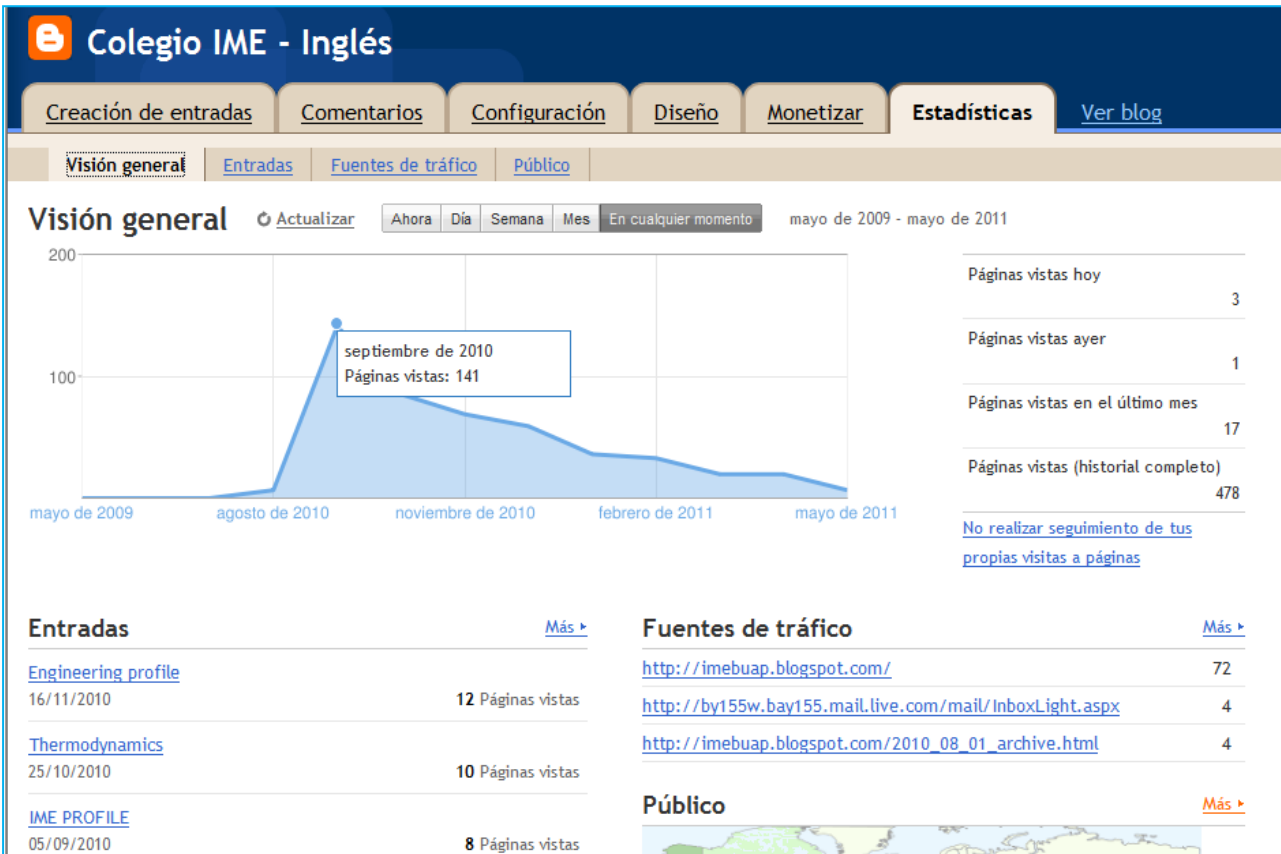 Colegio IME - Inglés
Creación de entradas Comentarios Configuración Diseño Monetizar Estadísticas Ver blog
Visión general Entradas Fuentes de tráfico Público
Visión general Actualizar Ahora Día Semana Mes En cualquier momento mayo de 2009 - mayo de 2011
200
100
septiembre de 2010
Páginas vistas: 141
mayo de 2009 agosto de 2010 noviembre de 2010 febrero de 2011 mayo de 2011
Páginas vistas hoy
3
Páginas vistas ayer
1
Páginas vistas en el último mes
17
Páginas vistas (historial completo)
478
No realizar seguimiento de tus
propias visitas a páginas
Entradas Más
Engineering profile
16/11/2010 12 Páginas vistas
Thermodynamics
25/10/2010 10 Páginas vistas
IME PROFILE
05/09/2010 8 Páginas vistas
Fuentes de tráfico Más
http://imebuap.blogspot.com/ 72
http://by155w.bay155.mail.live.com/mail/InboxLight.aspx 4
http://imebuap.blogspot.com/2010_08_01_archive.html 4
Público Más